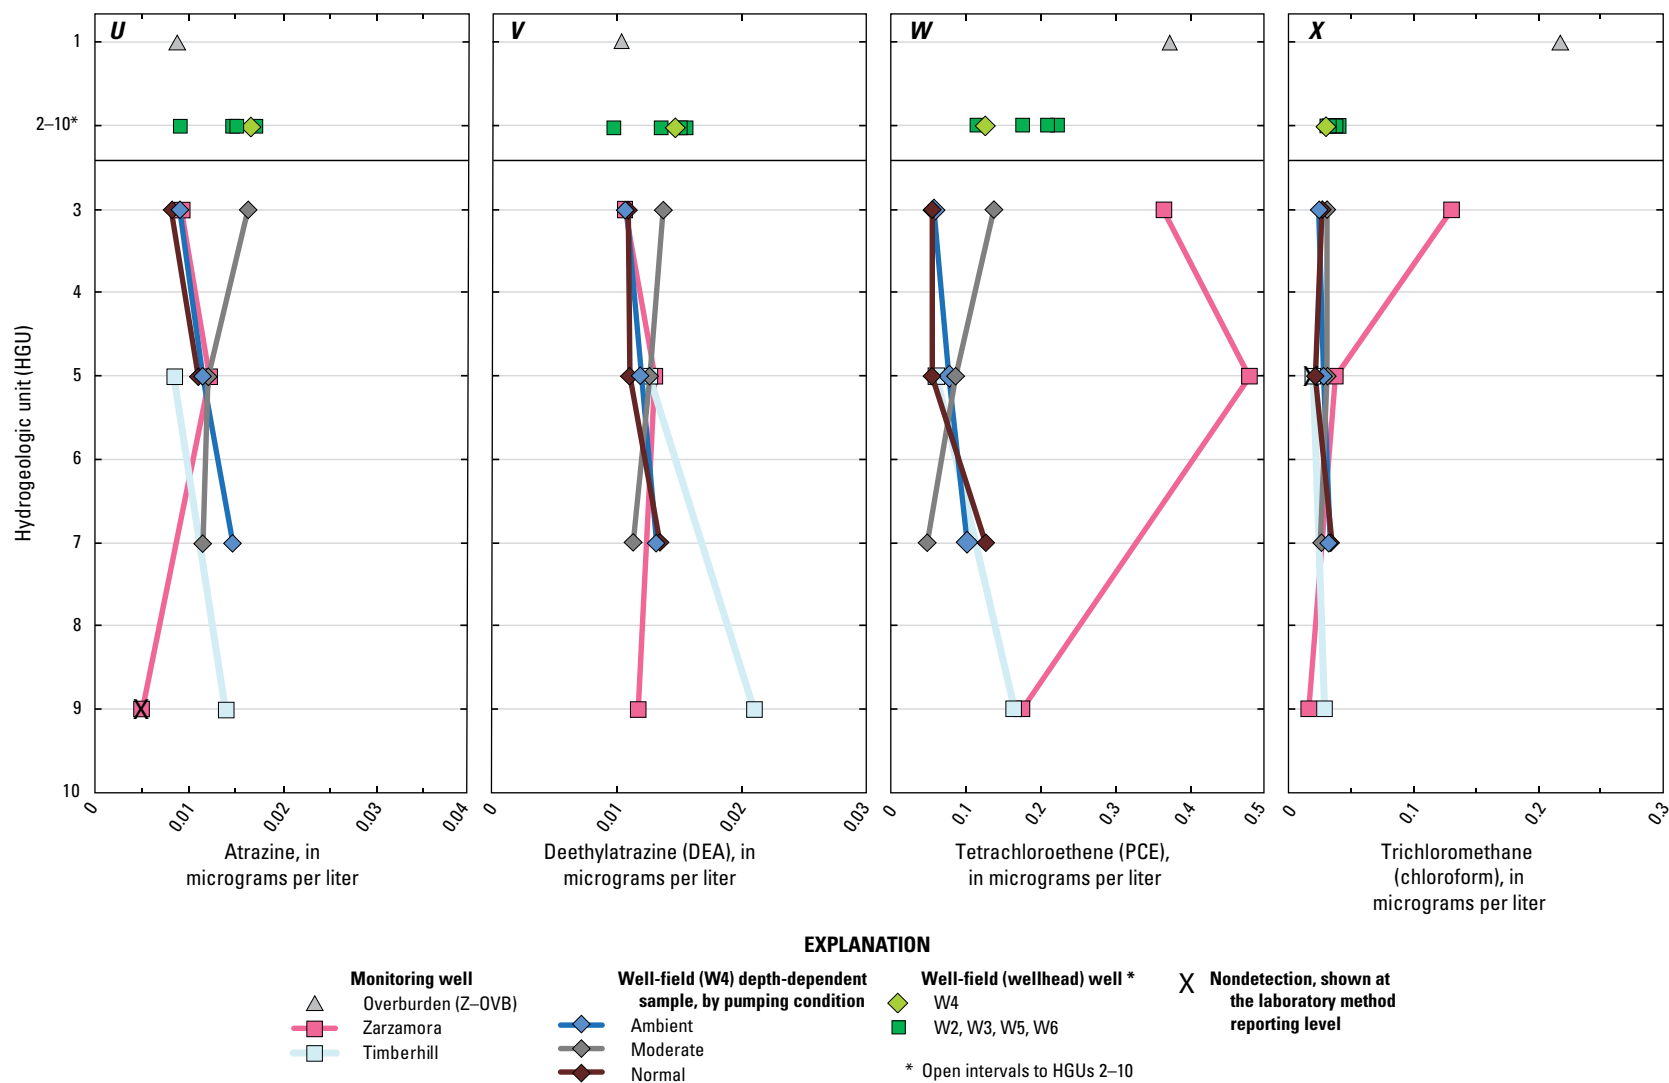 U
V
W
X
Hydrogeologic unit (HGU)
1
2–10*
3
4
5
6
7
8
9
10
X
X
0 0.01 0.02 0.03 0.04
0 0.01 0.02 0.03
0 0.1 0.2 0.3 0.4 0.5
0 0.1 0.2 0.3
Atrazine, in
micrograms per liter
Deethylatrazine (DEA), in
micrograms per liter
Tetrachloroethene (PCE),
in micrograms per liter
Trichloromethane
(chloroform), in
micrograms per liter
EXPLANATION
Monitoring well
Overburden (Z–OVB)
Zarzamora
Timberhill
Well-field (W4) depth-dependent
sample, by pumping condition
Ambient
Moderate
Normal
Well-field (wellhead) well *
W4
W2, W3, W5, W6
* Open intervals to HGUs 2–10
X Nondetection, shown at
the laboratory method
reporting level